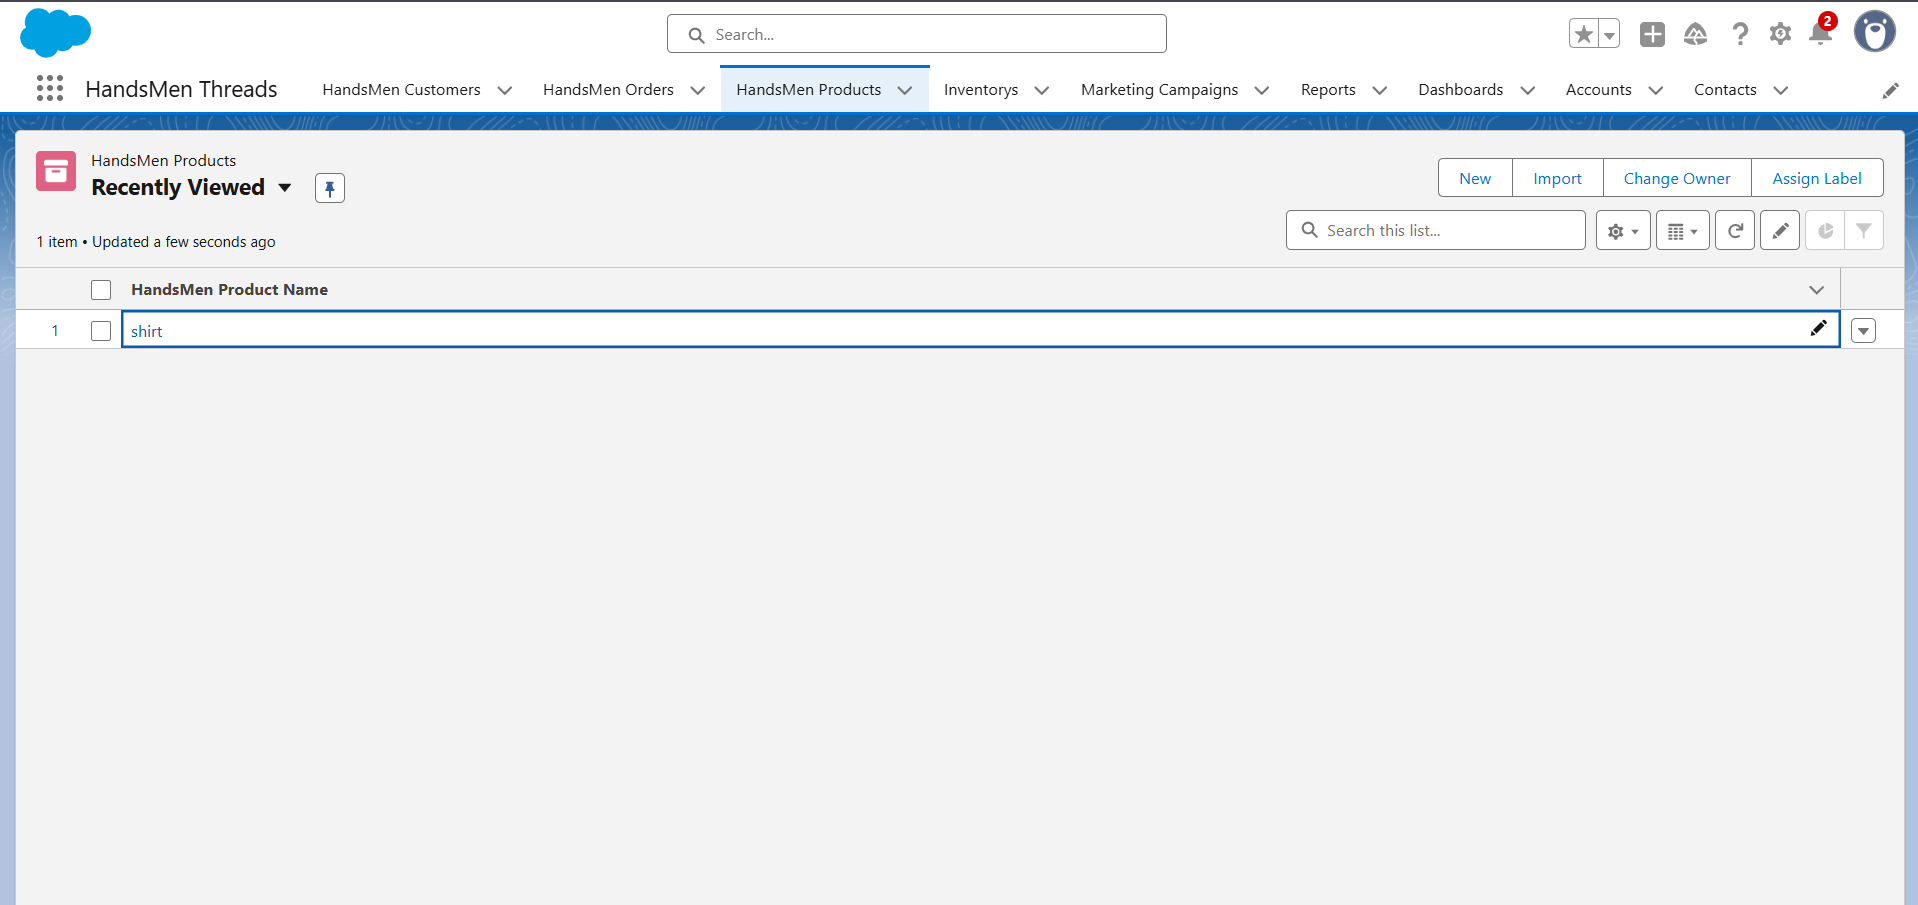 Search...
2
HandsMen Threads
HandsMen Customers
HandsMen Orders
HandsMen Products
Inventorys
Marketing Campaigns
Reports
Dashboards
Accounts
Contacts
HandsMen Products
Recently Viewed
New
Import
Change Owner
Assign Label
1 item • Updated a few seconds ago
Search this list...
HandsMen Product Name
1
shirt